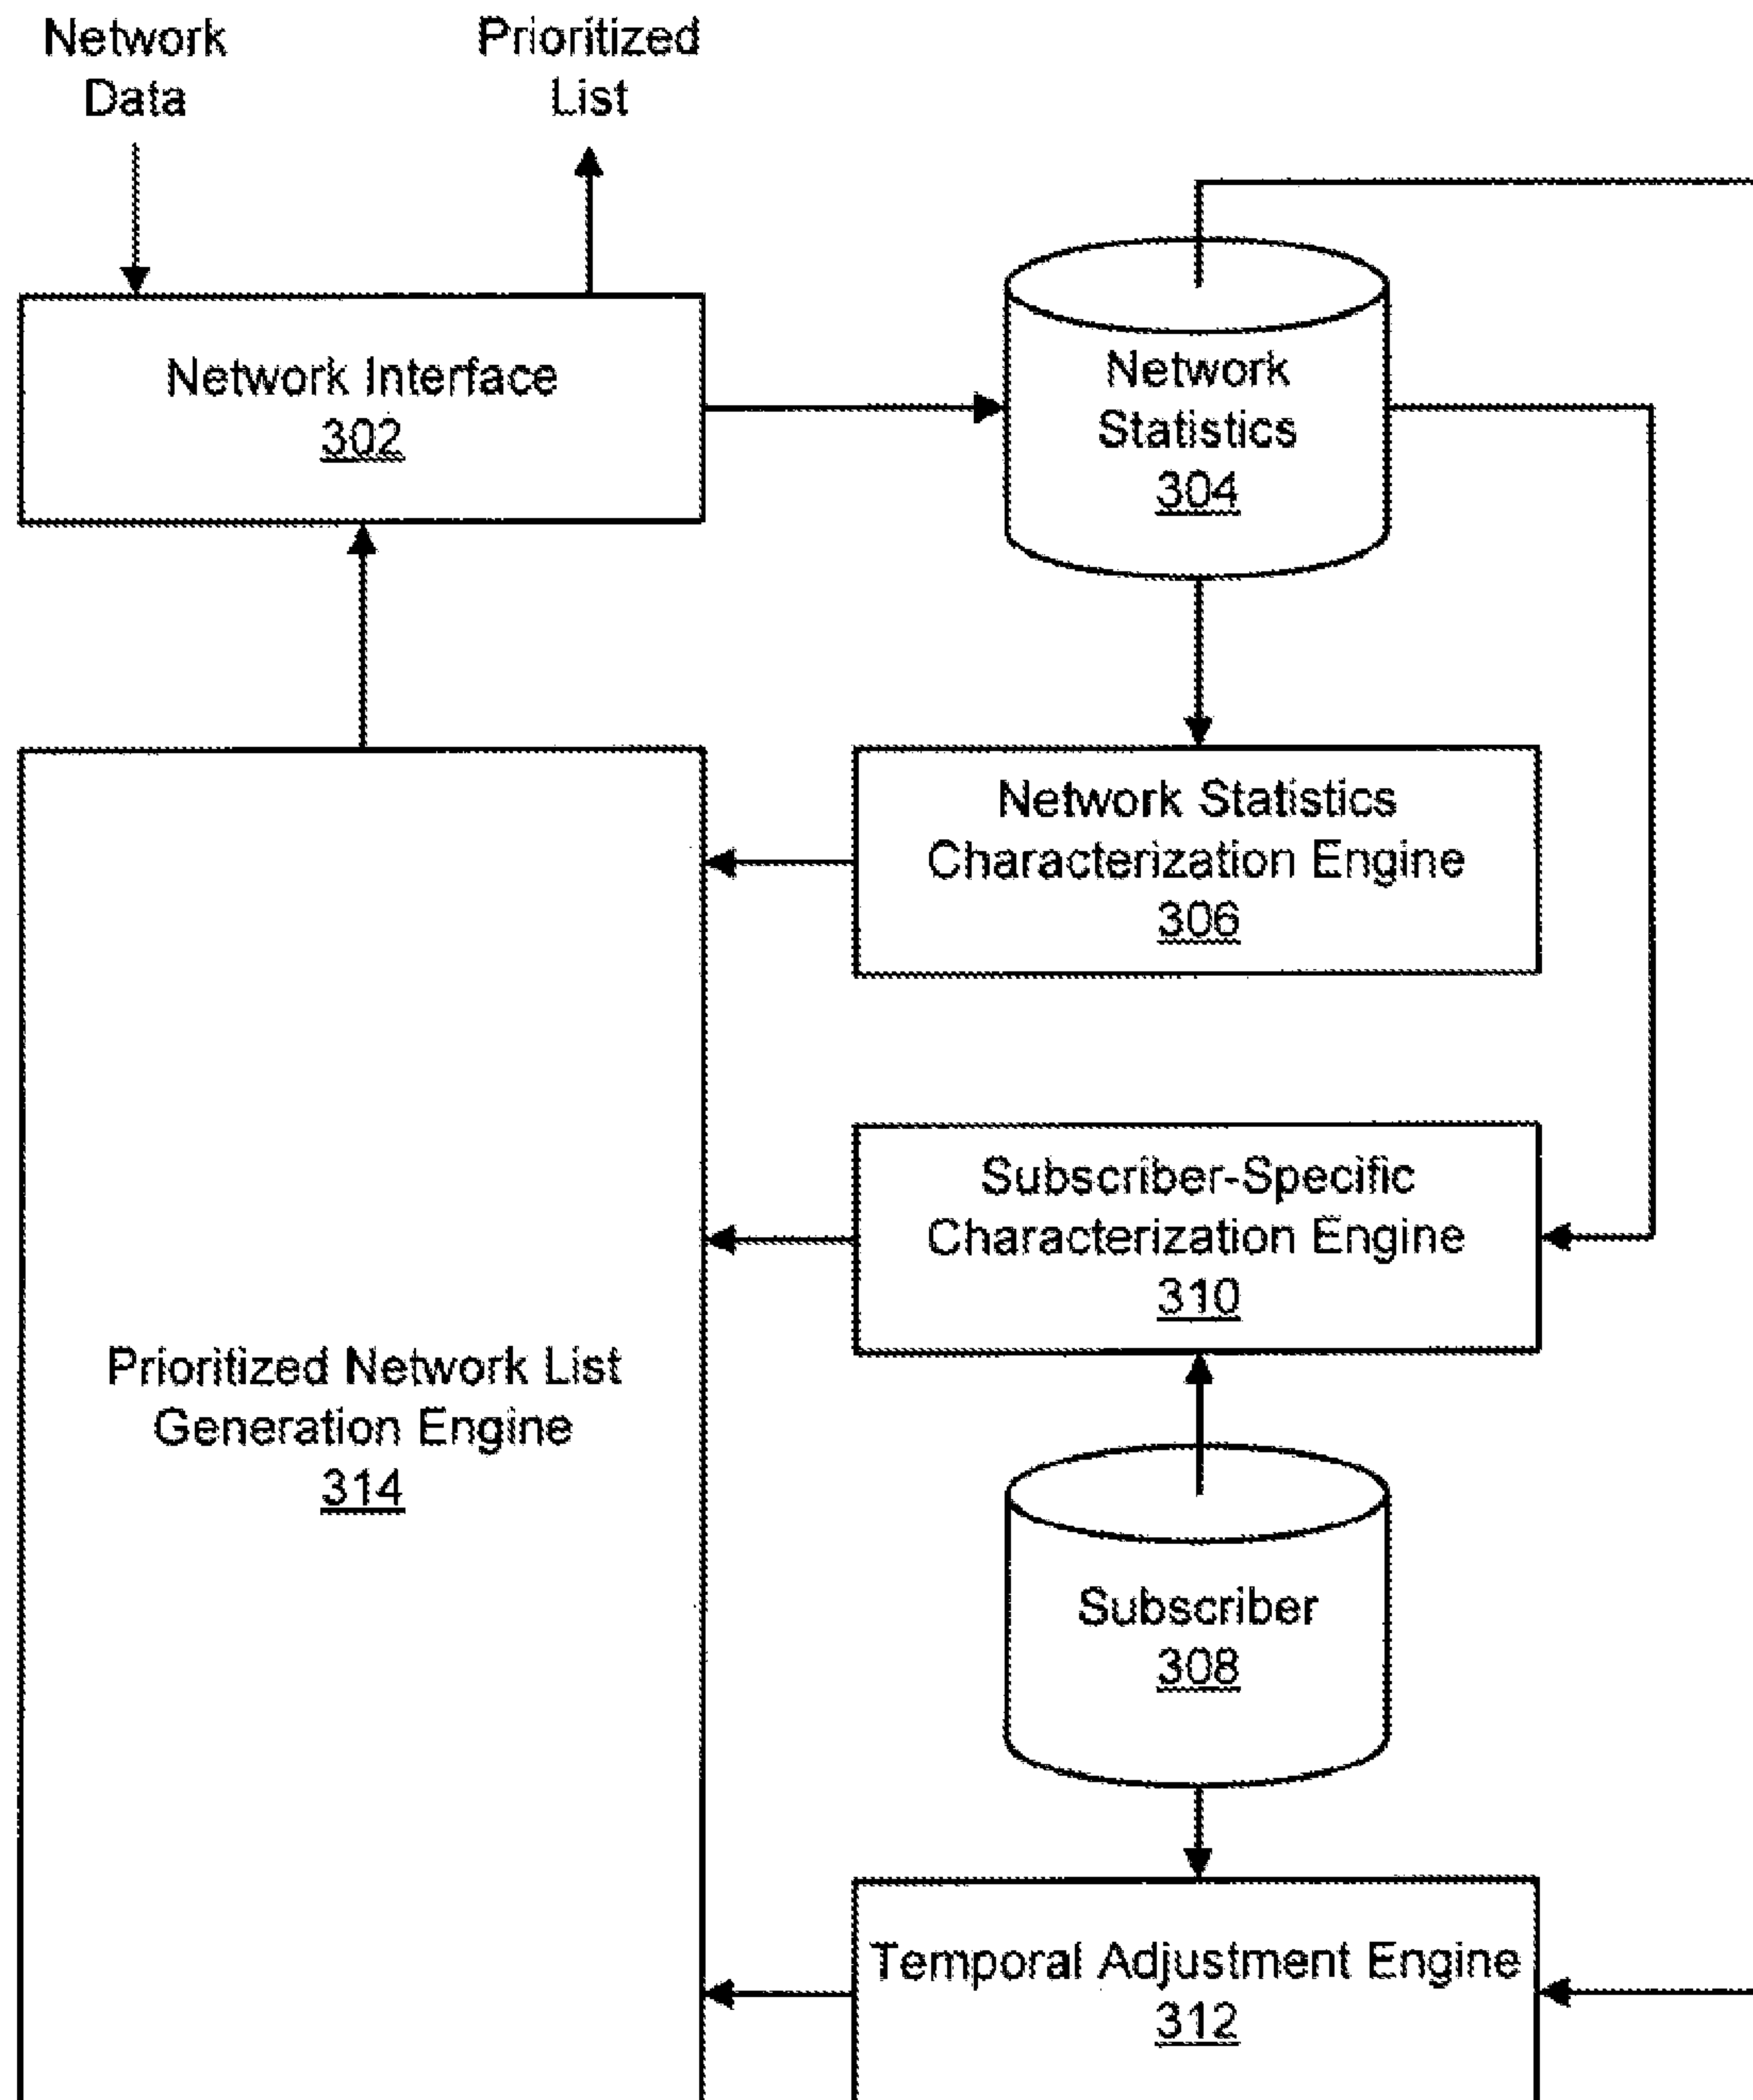 Network
Data
Prioritized
List
Network Interface
302
Network
Statistics
304
Network Statistics
Characterization Engine
306
Subscriber-Specific
Characterization Engine
310
Prioritized Network List
Generation Engine
314
Subscriber
308
Temporal Adjustment Engine
312